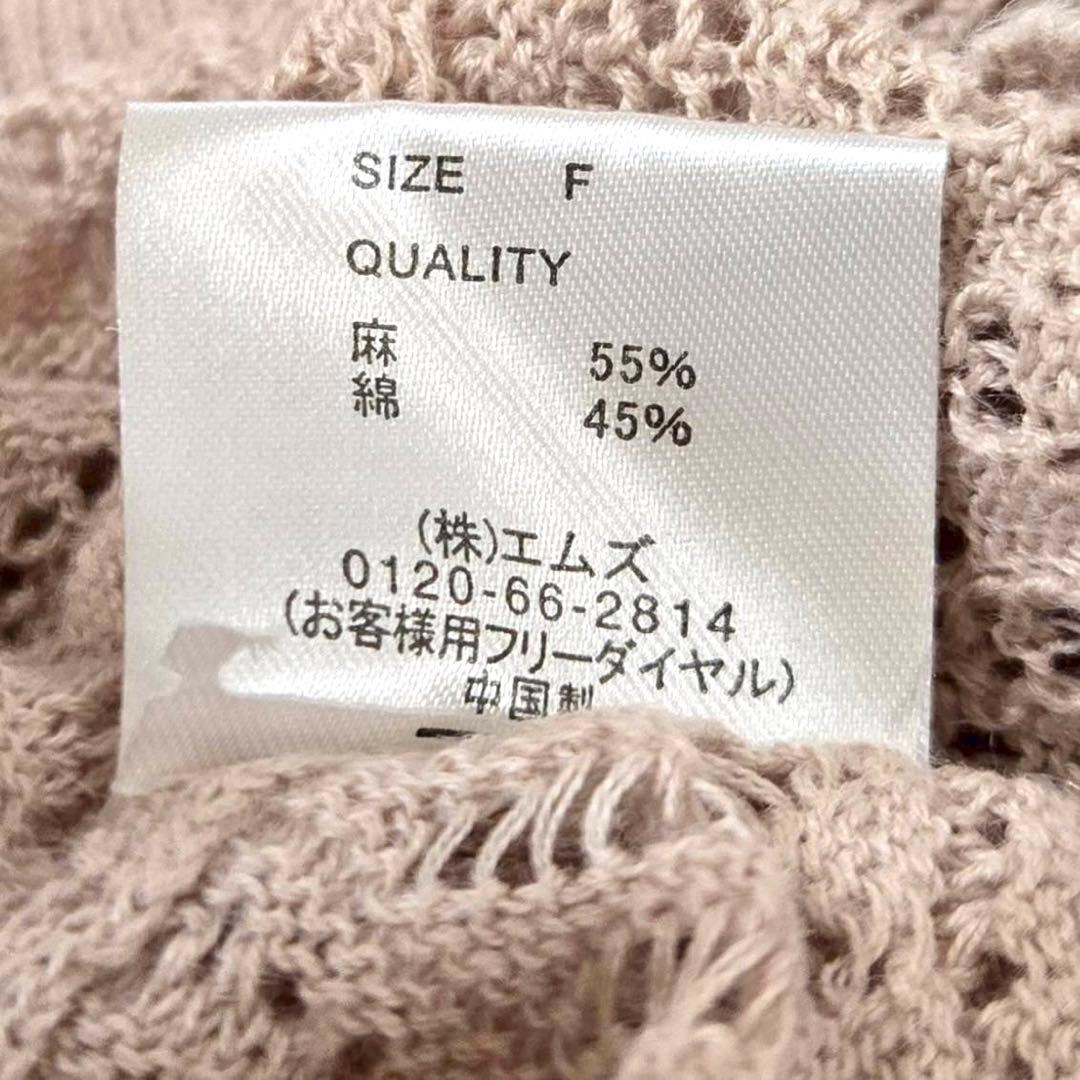 SIZE F
QUALITY
麻 55%
綿 45%
(株)エムズ
0120-66-2814
(お客様用フリーダイヤル)
中国製